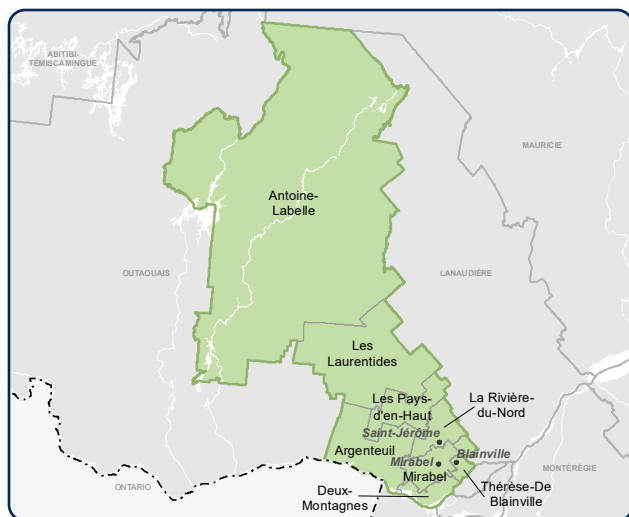 ABITIBI-
TÉMISCAMINGUE
MAURICIE
Antoine-
Labelle
OUTAOUAIS
LANAUDIÈRE
Les
Laurentides
Les Pays-
d'en-Haut
La Rivière-
du-Nord
Saint-Jérôme
Argenteuil
Mirabel
Blainville
Mirabel
MONTÉRÉGIE
ONTARIO
Deux-
Montagnes
Thérèse-De
Blainville